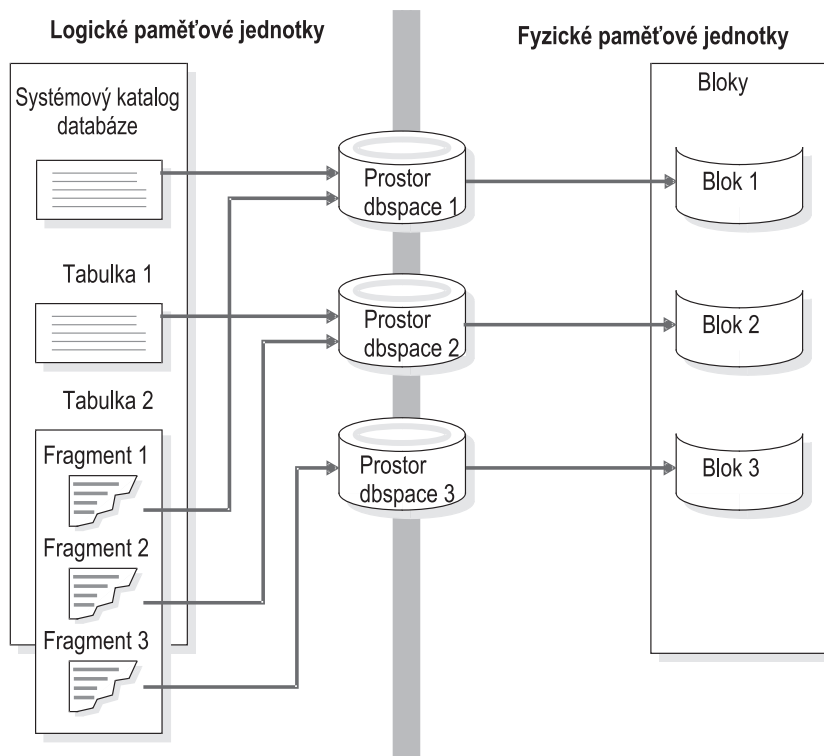 Logické paměťové jednotky
Fyzické paměťové jednotky
Systémový katalog
databáze
Tabulka 1
Tabulka 2
Fragment 1
Fragment 2
Fragment 3
Prostor
dbspace 1
Prostor
dbspace 2
Prostor
dbspace 3
Bloky
Blok 1
Blok 2
Blok 3